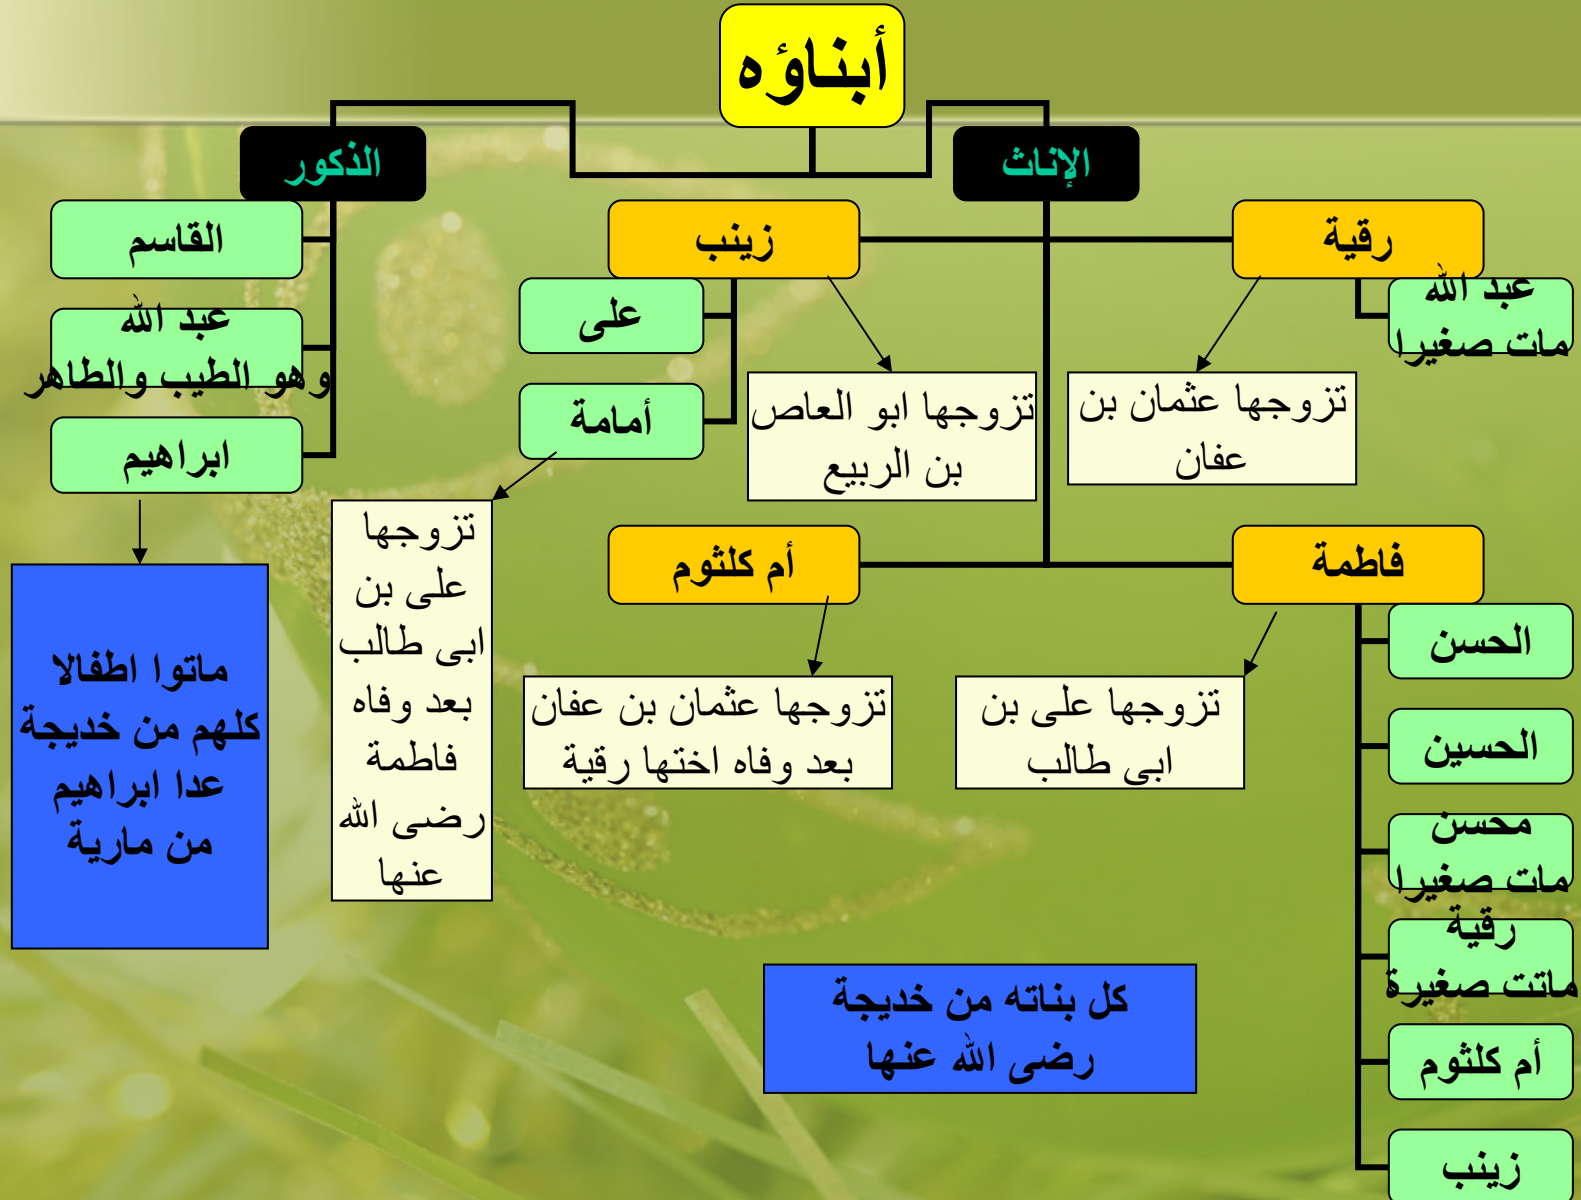 أبناؤه
الإناث
الذكور
رقية
عبد الله
مات صغيرا
تزوجها عثمان بن
عفان
زينب
على
أمامة
تزوجها ابو العاص
بن الربيع
تزوجها
على بن
ابى طالب
بعد وفاه
فاطمة
رضى الله
عنها
القاسم
عبد الله
وهو الطيب والطاهر
ابراهيم
ماتوا اطفالا
كلهم من خديجة
عدا ابراهيم
من مارية
فاطمة
الحسن
الحسين
محسن
مات صغيرا
رقية
ماتت صغيرة
أم كلثوم
زينب
تزوجها على بن
ابى طالب
أم كلثوم
تزوجها عثمان بن عفان
بعد وفاه اختها رقية
كل بناته من خديجة
رضى الله عنها